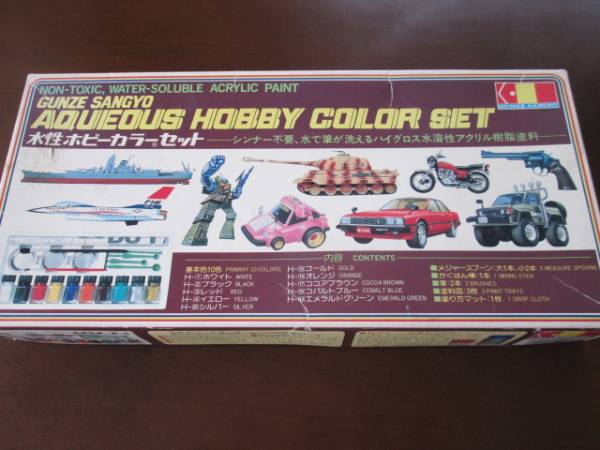 NON-TOXIC, WATER-SOLUBLE ACRYLIC PAINT
GUNZE SANGYO
AQUEOUS HOBBY COLOR SET
水性ホビーカラーセット
シンナー不要、水で筆が洗えるハイグロス水溶性アクリル樹脂塗料
GUNZE SANGYO
F-16
内容 CONTENTS
基本色10色 PRIMARY 10 COLORS
H-①ホワイト WHITE
H-②ブラック BLACK
H-③レッド RED
H-④イエロー YELLOW
H-⑧シルバー SILVER
ゴールド GOLD
オレンジ ORANGE
ココアブラウン COCOA BROWN
コバルトブルー COBALT BLUE
エメラルドグリーン EMERALD GREEN
■メジャースプーン:大1本、小2本 3 MEASURE SPOONS
■かくはん棒:1本 1 MIXING STICK
■筆:2本 2 BRUSHES
■塗料皿:3枚 3 PAINT TRAYS
■塗り方マット:1枚 1 DROP CLOTH